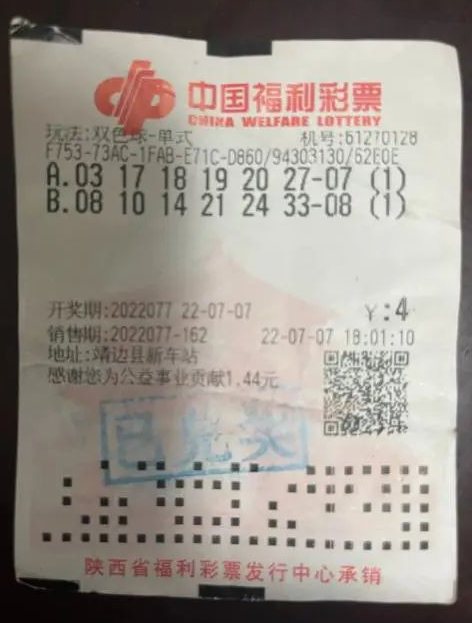 中国福利彩票
CHINA WELFARE LOTTERY
玩法:双色球-单式 机号:61270128
F753-73AC-1FAB-E71C-D860/94303130/62E0E
A.03 17 18 19 20 27-07 (1)
B.08 10 14 21 24 33-08 (1)
开奖期:2022077 22-07-07 ¥:4
销售期:2022077-162 22-07-07 18:01:10
地址:靖边县新车站
感谢您为公益事业贡献1.44元
已兑奖
陕西省福利彩票发行中心承销